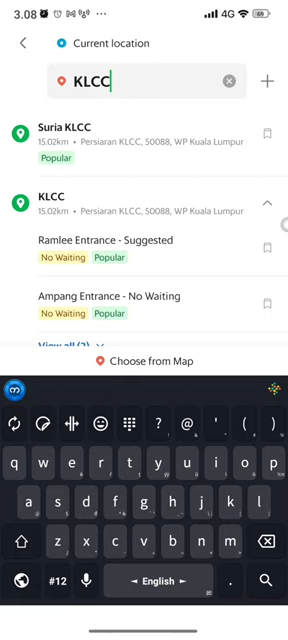 3.08
4G
69
Current location
KLCC
Suria KLCC
15.02km • Persiaran KLCC, 50088, WP Kuala Lumpur
Popular
KLCC
15.02km • Persiaran KLCC, 50088, WP Kuala Lumpur
Ramlee Entrance - Suggested
No Waiting Popular
Ampang Entrance - No Waiting
No Waiting Popular
View all (2)
Choose from Map
? @ ' ( )
q w e r t y u i o p
a s d f g h j k l
z x c v b n m
#12 ◄ English ► .